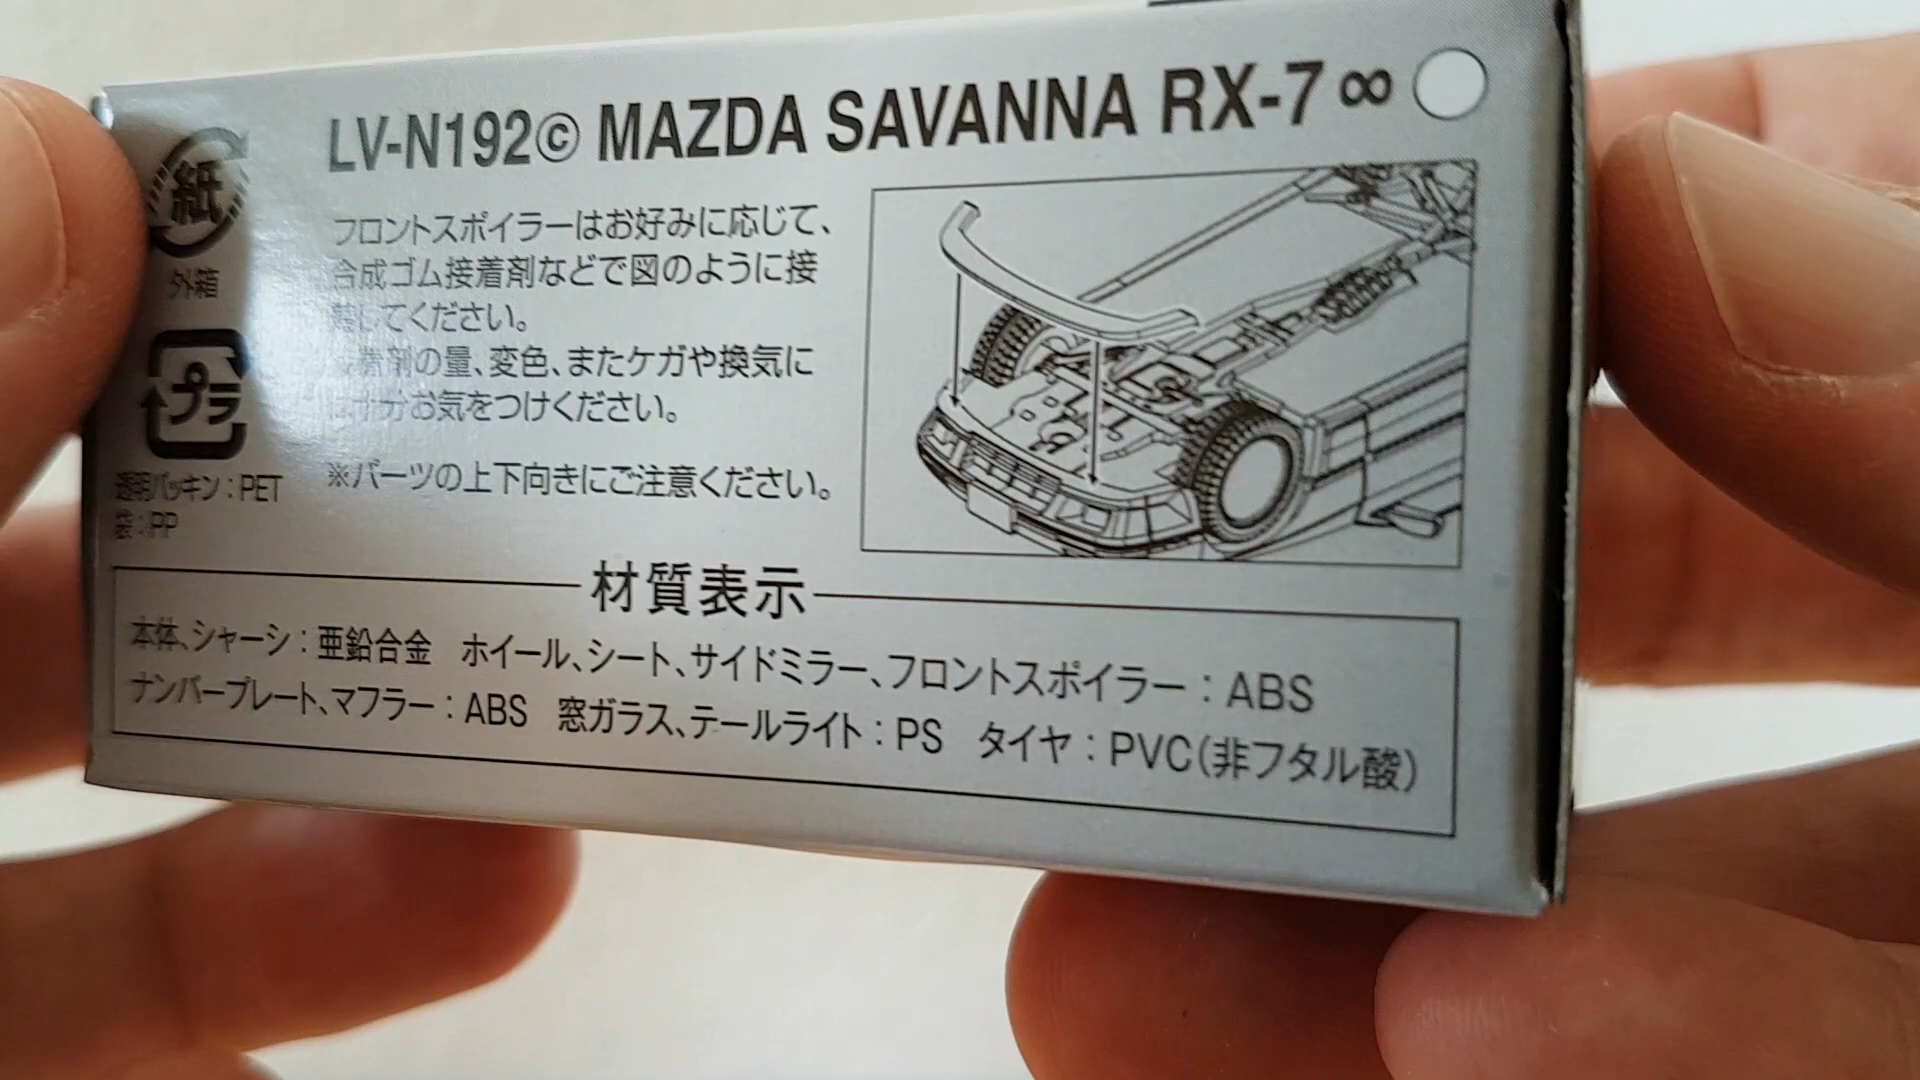 LV-N192© MAZDA SAVANNA RX-7 ∞
紙
外箱
プラ
透明パッキン：PET
袋：PP
フロントスポイラーはお好みに応じて、
合成ゴム接着剤などで図のように接
してください。
の量、変色、またケガや換気に
お気をつけください。
※パーツの上下向きにご注意ください。
材質表示
本体、シャーシ：亜鉛合金 ホイール、シート、サイドミラー、フロントスポイラー：ABS
ナンバープレート、マフラー：ABS 窓ガラス、テールライト：PS タイヤ：PVC（非フタル酸）